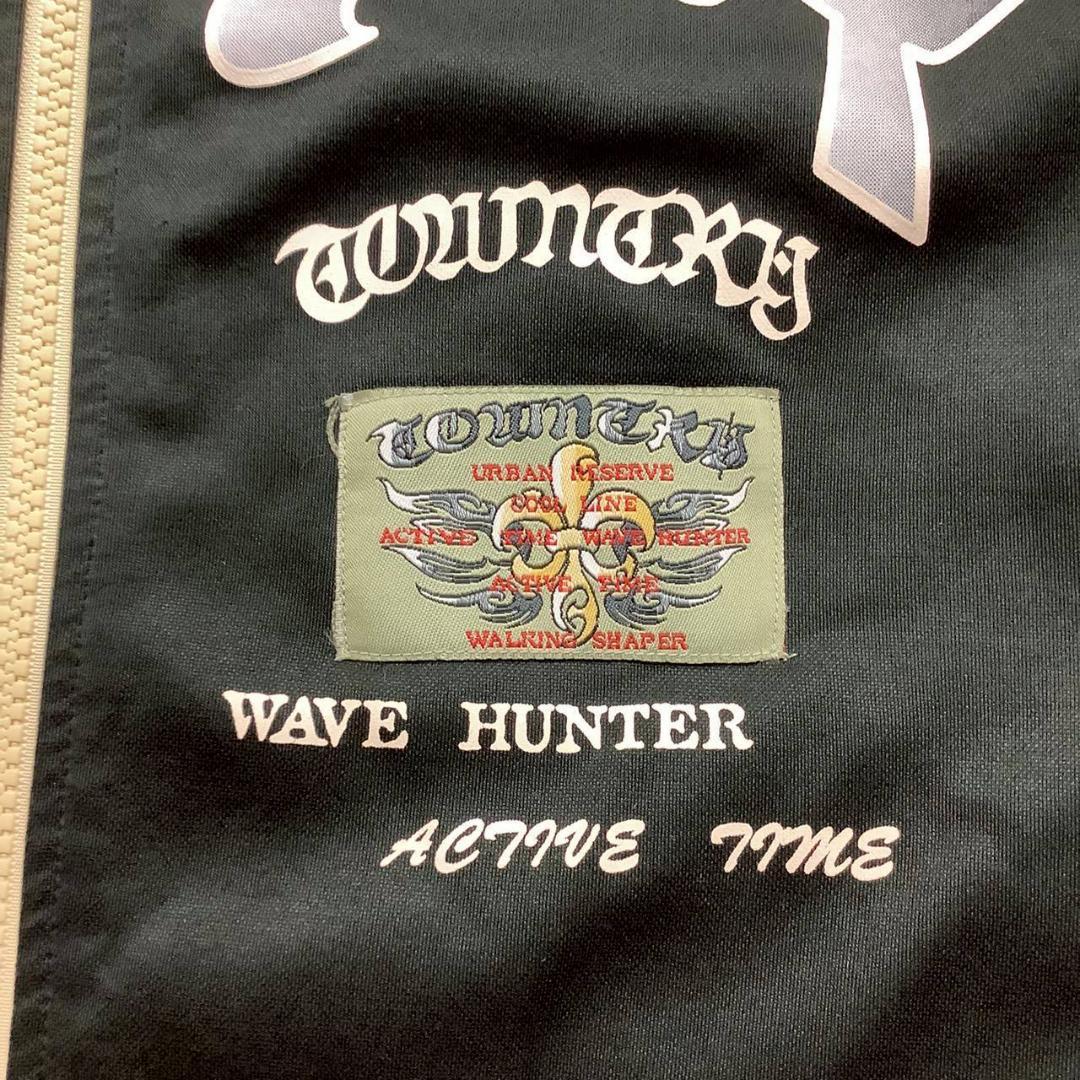 TOWNTRY
TOWNTRY
URBAN RESERVE
COOL LINE
ACTIVE TIME WAVE HUNTER
ACTIVE TIME
WALKING SHAPER
WAVE HUNTER
ACTIVE TIME